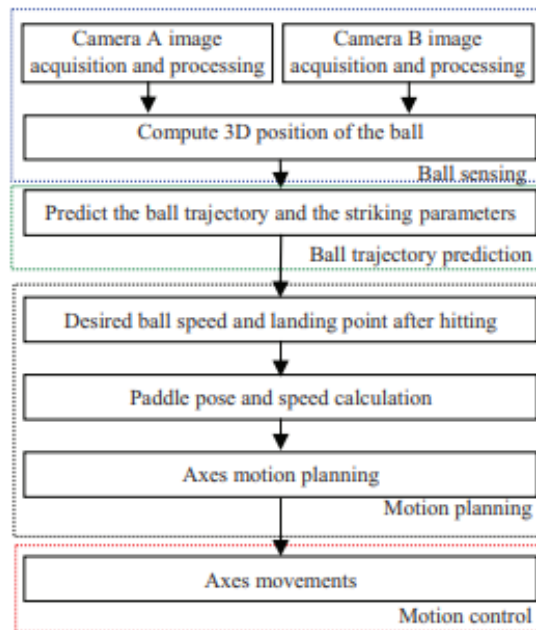 Camera A image
acquisition and processing
Camera B image
acquisition and processing
Compute 3D position of the ball
Ball sensing
Predict the ball trajectory and the striking parameters
Ball trajectory prediction
Desired ball speed and landing point after hitting
Paddle pose and speed calculation
Axes motion planning
Motion planning
Axes movements
Motion control